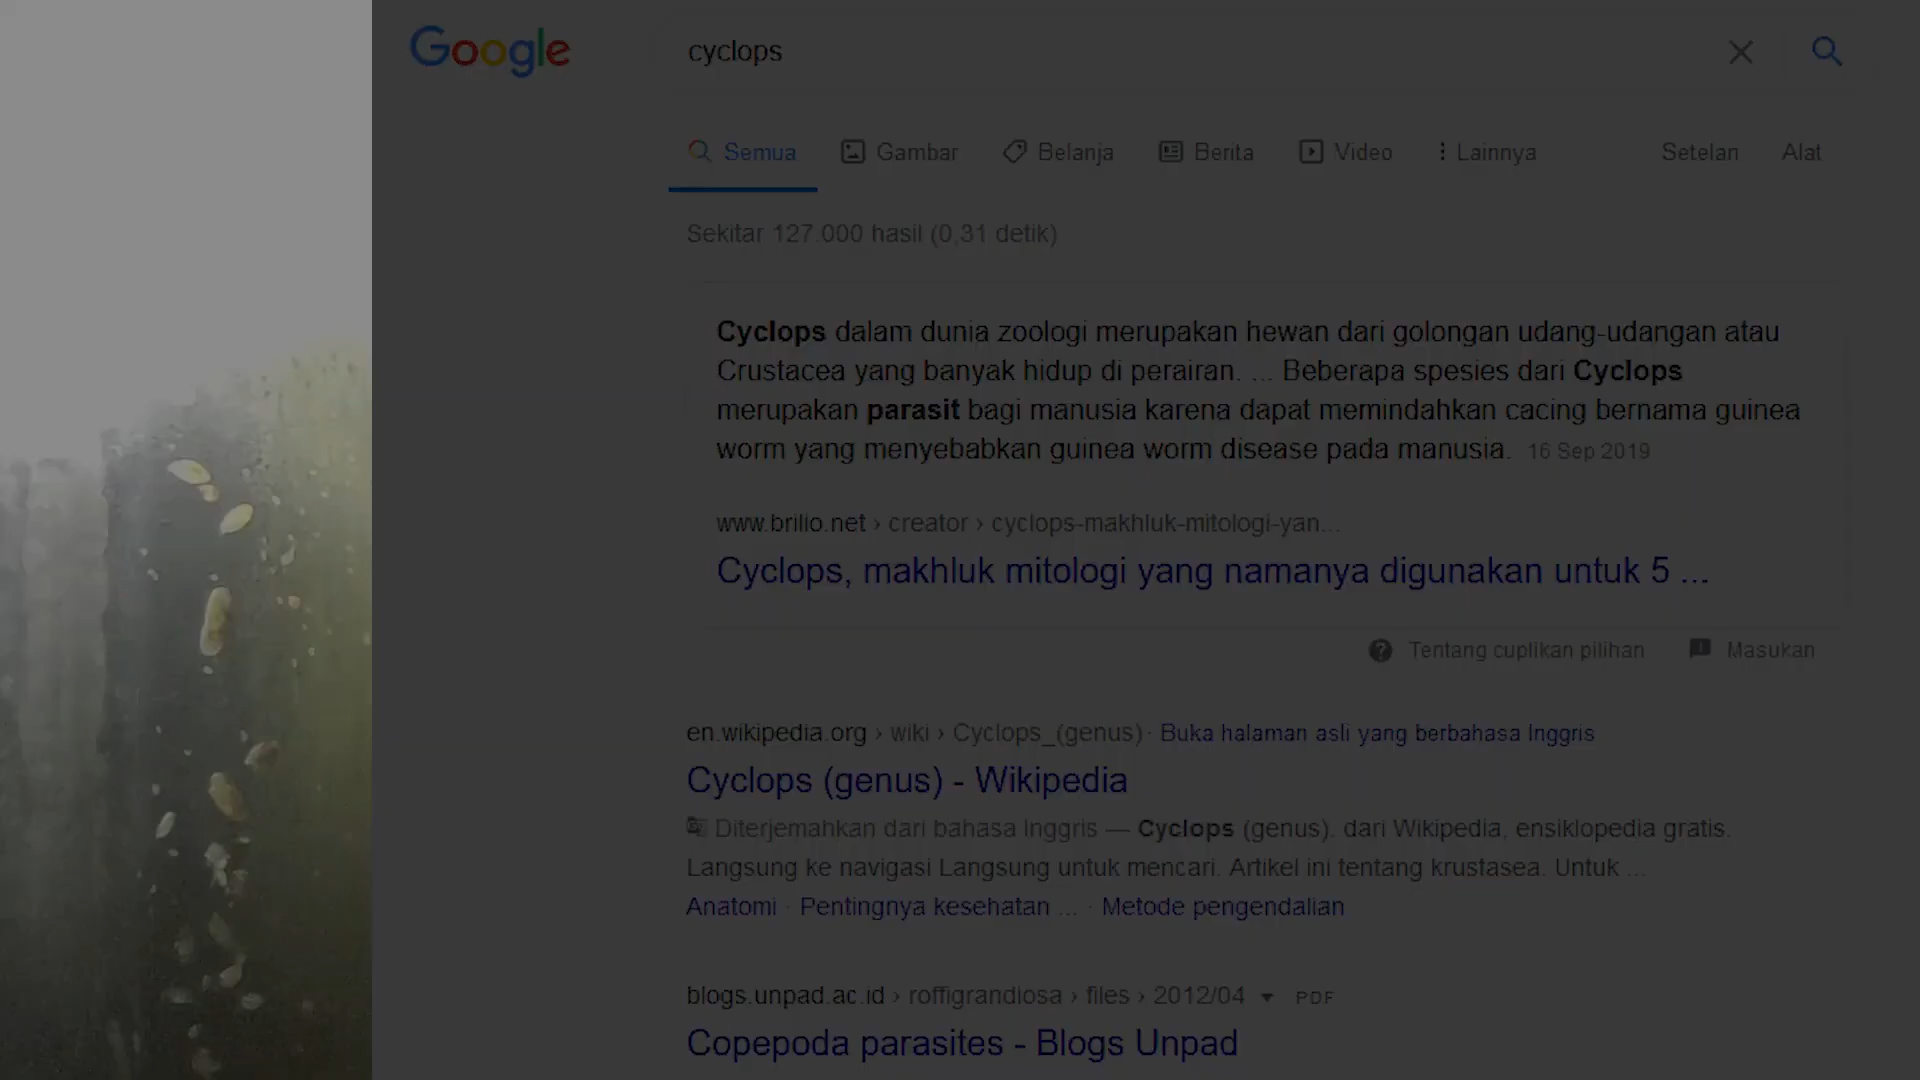 Google
cyclops
Semua Gambar Belanja Berita Video Lainnya Setelan Alat
Sekitar 127.000 hasil (0,31 detik)
Cyclops dalam dunia zoologi merupakan hewan dari golongan udang-udangan atau
Crustacea yang banyak hidup di perairan. ... Beberapa spesies dari Cyclops
merupakan parasit bagi manusia karena dapat memindahkan cacing bernama guinea
worm yang menyebabkan guinea worm disease pada manusia. 16 Sep 2019
www.brilio.net › creator › cyclops-makhluk-mitologi-yan...
Cyclops, makhluk mitologi yang namanya digunakan untuk 5 ...
Tentang cuplikan pilihan Masukan
en.wikipedia.org › wiki › Cyclops_(genus) · Buka halaman asli yang berbahasa Inggris
Cyclops (genus) - Wikipedia
Diterjemahkan dari bahasa Inggris — Cyclops (genus). dari Wikipedia, ensiklopedia gratis.
Langsung ke navigasi Langsung untuk mencari. Artikel ini tentang krustasea. Untuk ...
Anatomi · Pentingnya kesehatan ... · Metode pengendalian
blogs.unpad.ac.id › roffigrandiosa › files › 2012/04 PDF
Copepoda parasites - Blogs Unpad